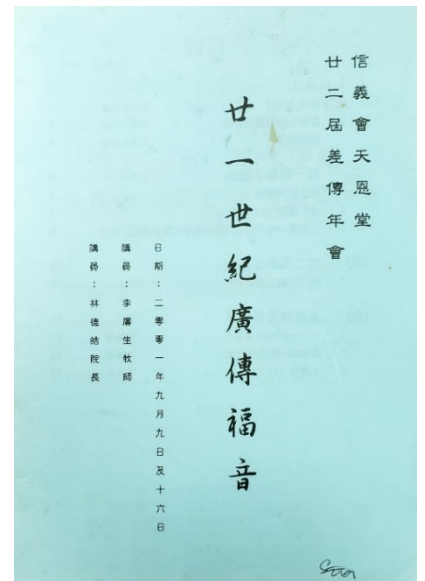 信義會天恩堂
廿二屆差傳年會
廿一世紀廣傳福音
日期：二零零一年九月九日及十六日
講員：李廣生牧師
講員：林德皓院長